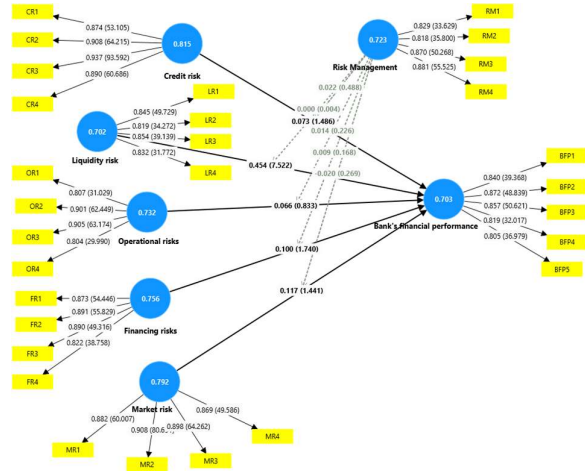 CR1
0.874 (53.105)
CR2
0.908 (64.215)
CR3
0.937 (93.592)
CR4
0.890 (60.686)
0.815
Credit risk
RM1
0.829 (33.629)
RM2
0.818 (35.800)
RM3
0.870 (50.268)
RM4
0.881 (55.525)
0.723
Risk Management
0.022 (0.488)
0.000 (0.004)
0.073 (1.486)
0.014 (0.226)
0.009 (0.168)
-0.020 (0.269)
LR1
0.845 (49.729)
LR2
0.819 (34.272)
LR3
0.854 (39.139)
LR4
0.832 (31.772)
0.702
Liquidity risk
0.454 (7.522)
OR1
0.807 (31.029)
OR2
0.901 (62.449)
OR3
0.905 (63.174)
OR4
0.804 (29.990)
0.732
Operational risks
0.066 (0.833)
0.703
Bank's financial performance
BFP1
0.840 (39.368)
BFP2
0.872 (48.839)
BFP3
0.857 (50.621)
BFP4
0.819 (32.017)
BFP5
0.805 (36.979)
0.100 (1.740)
0.117 (1.441)
FR1
0.873 (54.446)
FR2
0.891 (55.829)
FR3
0.890 (49.316)
FR4
0.822 (38.758)
0.756
Financing risks
0.792
Market risk
0.882 (60.007)
0.908
0.898 (64.262)
0.869 (49.586)
MR1
MR2
MR3
MR4